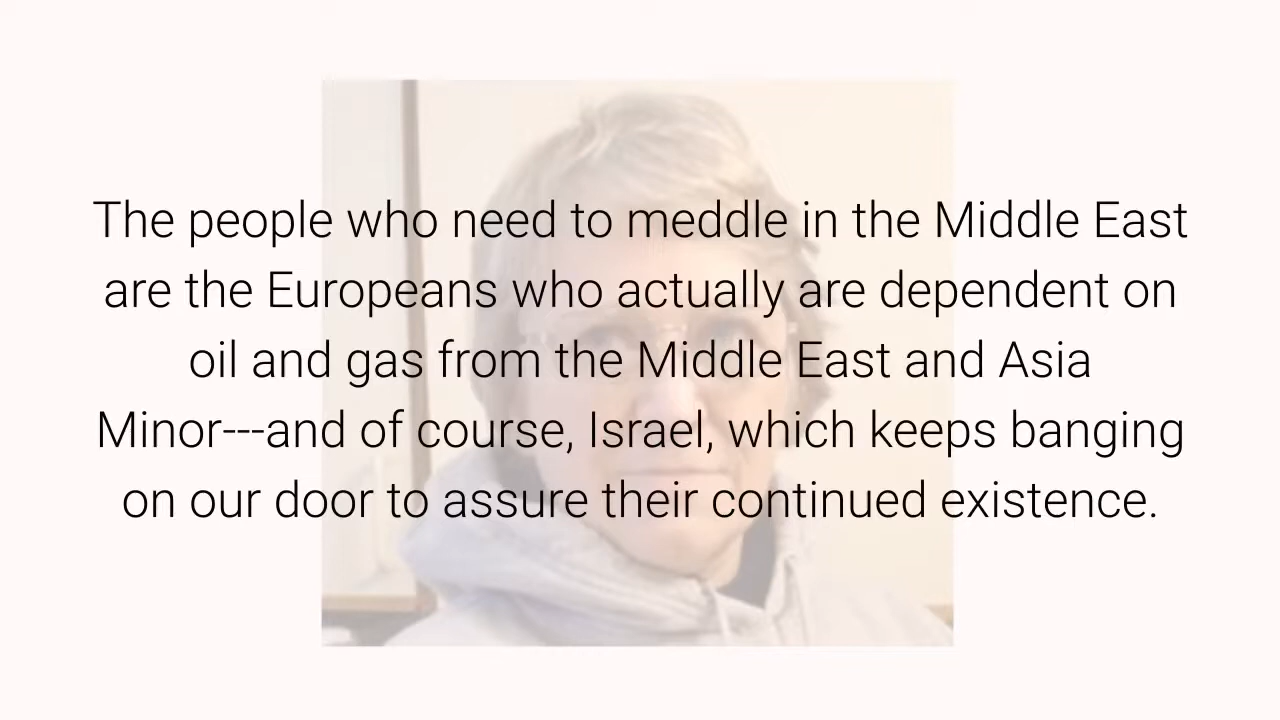 The people who need to meddle in the Middle East
are the Europeans who actually are dependent on
oil and gas from the Middle East and Asia
Minor---and of course, Israel, which keeps banging
on our door to assure their continued existence.